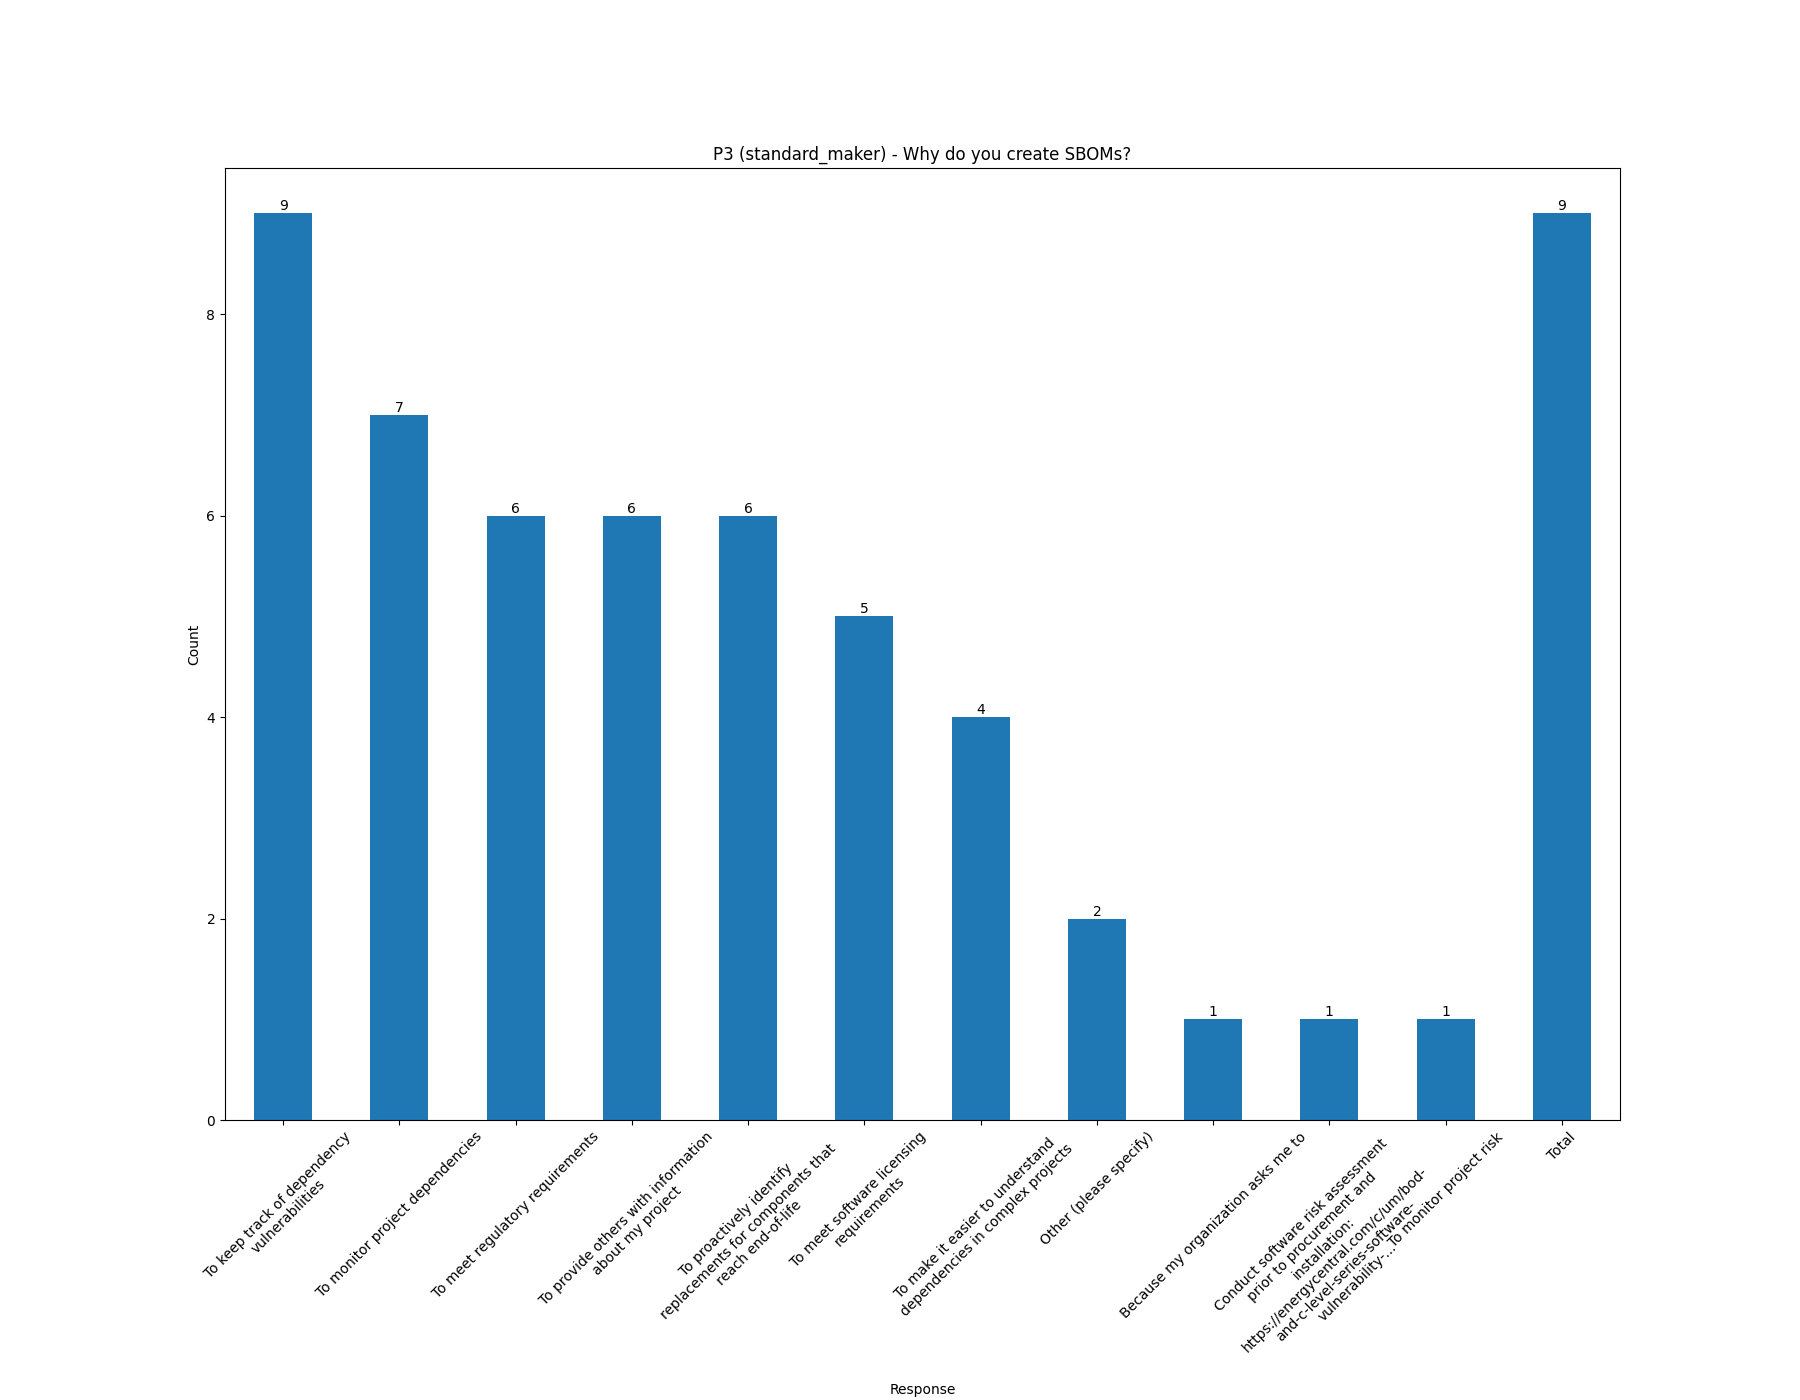 P3 (standard_maker) - Why do you create SBOMs?
9
7
6
6
6
5
4
2
1
1
1
9
Count
8
6
4
2
0
To keep track of dependency
vulnerabilities
To monitor project dependencies
To meet regulatory requirements
To provide others with information
about my project
To proactively identify
replacements for components that
reach end-of-life
To meet software licensing
requirements
To make it easier to understand
dependencies in complex projects
Other (please specify)
Because my organization asks me to
Conduct software risk assessment
prior to procurement and
installation:
https://energycentral.com/c/um/bod-
and-c-level-series-software-
vulnerability-...
To monitor project risk
Total
Response